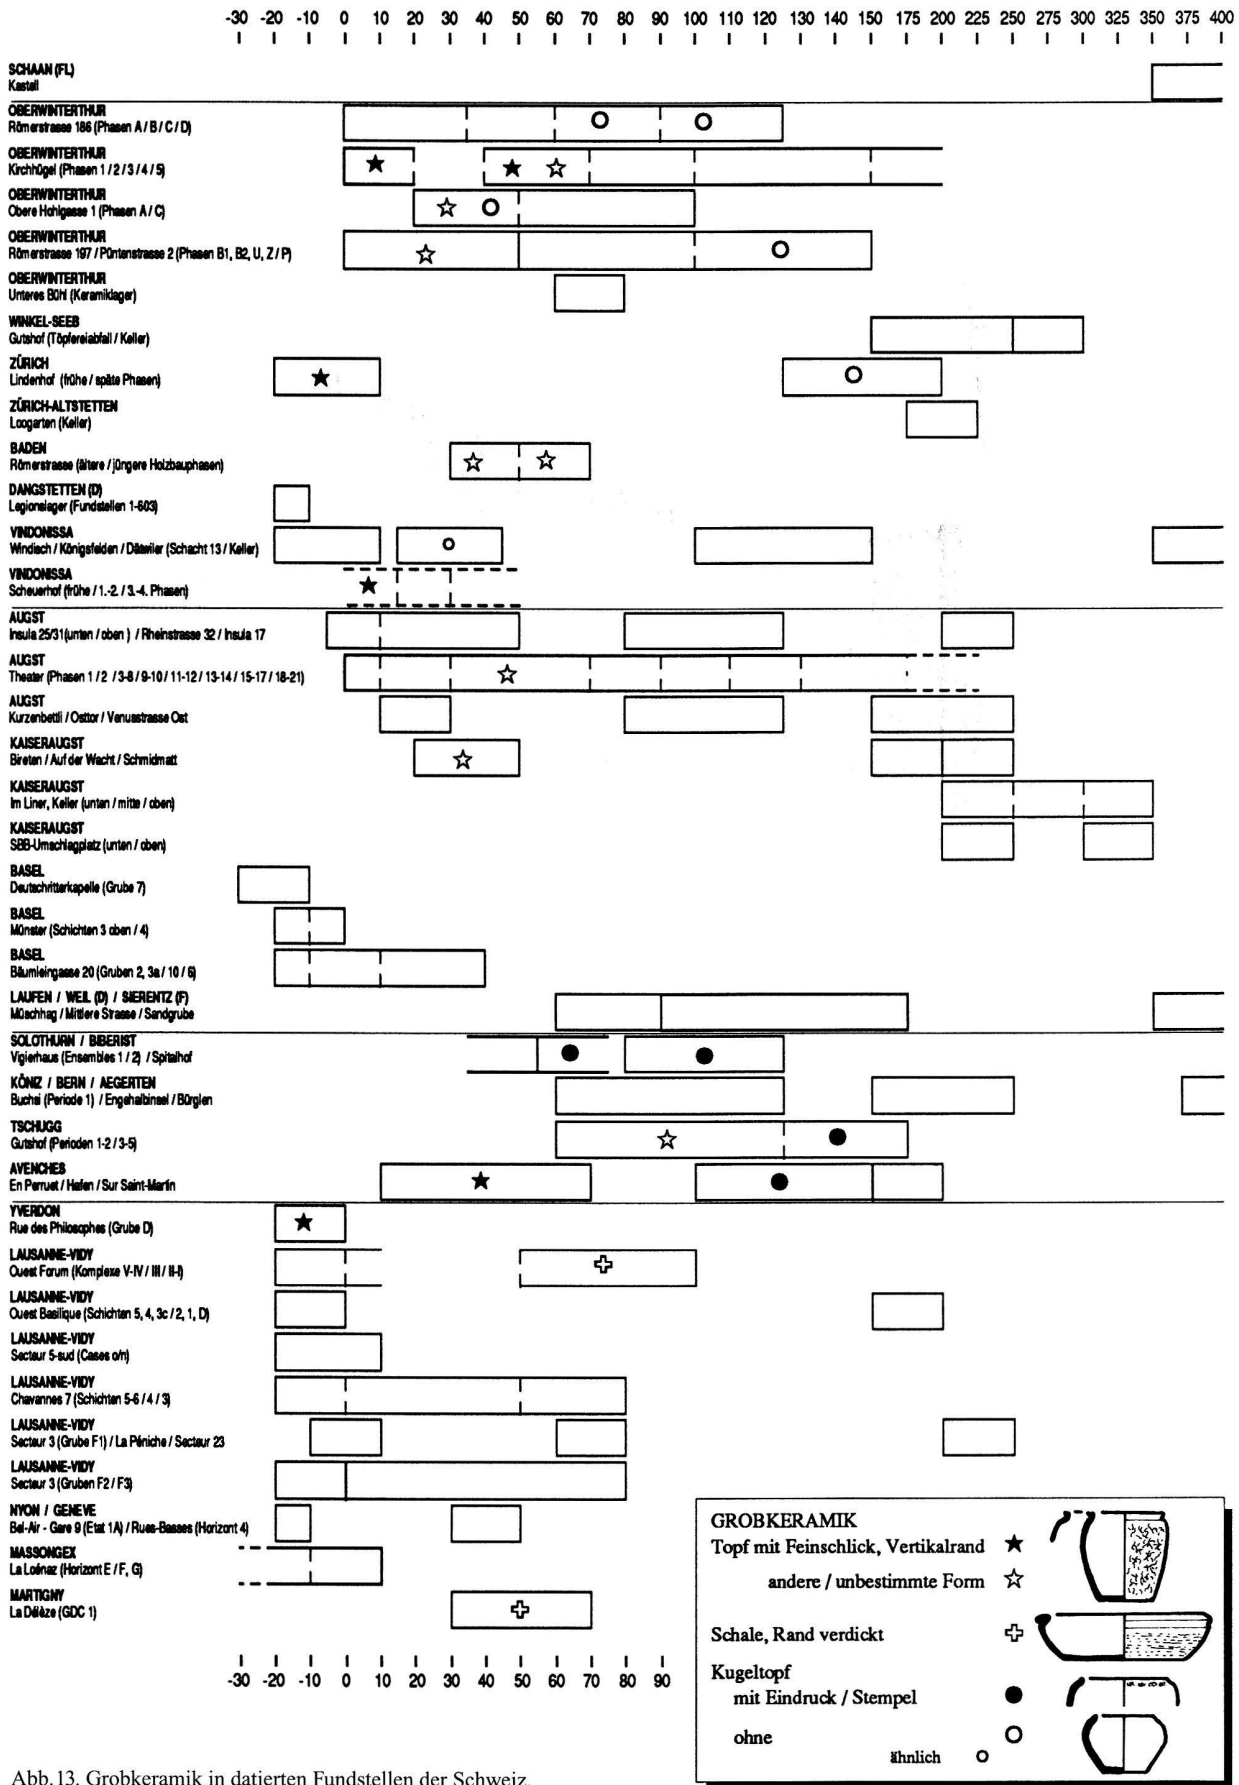 -30 -20 -10 0 10 20 30 40 50 60 70 80 90 100 125 130 140 150 175 200 225 250 300 325 350 375 400
SCHAAN (FL)
Kastell
OBERWINTERTHUR
Römerstrasse 186 (Phasen A / B / C / D)
OBERWINTERTHUR
Kirchhügel (Phasen 1 / 2 / 3 / 4 / 5)
OBERWINTERTHUR
Obere Hohlgasse 1 (Phasen A / C)
OBERWINTERTHUR
Römerstrasse 197 / Püntenstrasse 2 (Phasen B1, B2, U, Z / P)
OBERWINTERTHUR
Unteres Bühl (Keramiklager)
WINKEL-SEEB
Gutshof (Töpfereiabfall / Keller)
ZÜRICH
Lindenhof (frühe / späte Phasen)
ZÜRICH-ALTSTETTEN
Loogarten (Keller)
BADEN
Römerstrasse (ältere / jüngere Holzbauphasen)
DANGSTETTEN (D)
Legionslager (Fundstellen 1-603)
VINDONISSA
Windisch / Königsfelden / Dätwiler (Schacht 13 / Keller)
VINDONISSA
Scheuerhof (frühe / 1.-2. / 3.-4. Phasen)
AUGST
Insula 25/31(unten / oben ) / Rheinstrasse 32 / Insula 17
AUGST
Theater (Phasen 1 / 2 / 3-8 / 9-10 / 11-12 / 13-14 / 15-17 / 18-21)
AUGST
Kurzenbettli / Osttor / Venusstrasse Ost
KAISERAUGST
Bireten / Auf der Wacht / Schmidmatt
KAISERAUGST
Im Liner, Keller (unten / mitte / oben)
KAISERAUGST
SBB-Umschlagplatz (unten / oben)
BASEL
Deutschritterkapelle (Grube 7)
BASEL
Münster (Schichten 3 oben / 4)
BASEL
Bäumleingasse 20 (Gruben 2, 3a / 10 / 6)
LAUFEN / WEIL (D) / SIERENTZ (F)
Müschhag / Mittlere Strasse / Sandgrube
SOLOTHURN / BIBERIST
Vigierhaus (Ensembles 1 / 2) / Spitalhof
KÖNIZ / BERN / AEGERTEN
Buchsi (Periode 1) / Engehalbinsel / Bürglen
TSCHUGG
Gutshof (Perioden 1-2 / 3-5)
AVENCHES
En Perruet / Hafen / Sur Saint-Martin
YVERDON
Rue des Philosophes (Grube D)
LAUSANNE-VIDY
Ouest Forum (Komplexe V-IV / III / II-I)
LAUSANNE-VIDY
Ouest Basilique (Schichten 5, 4, 3c / 2, 1, D)
LAUSANNE-VIDY
Secteur 5-sud (Cases o/n)
LAUSANNE-VIDY
Chavannes 7 (Schichten 5-6 / 4 / 3)
LAUSANNE-VIDY
Secteur 3 (Grube F1) / La Péniche / Secteur 23
LAUSANNE-VIDY
Secteur 3 (Gruben F2 / F3)
NYON / GENEVE
Bel-Air - Gare 9 (Etat 1A) / Rues-Basses (Horizont 4)
MASSONGEX
La Loénaz (Horizont E / F, G)
MARTIGNY
La Délèze (GDC 1)
-30 -20 -10 0 10 20 30 40 50 60 70 80 90
GROBKERAMIK
Topf mit Feinschlick, Vertikalrand
andere / unbestimmte Form
Schale, Rand verdickt
Kugeltopf
mit Eindruck / Stempel
ohne
ähnlich
Abb. 13. Grobkeramik in datierten Fundstellen der Schweiz.